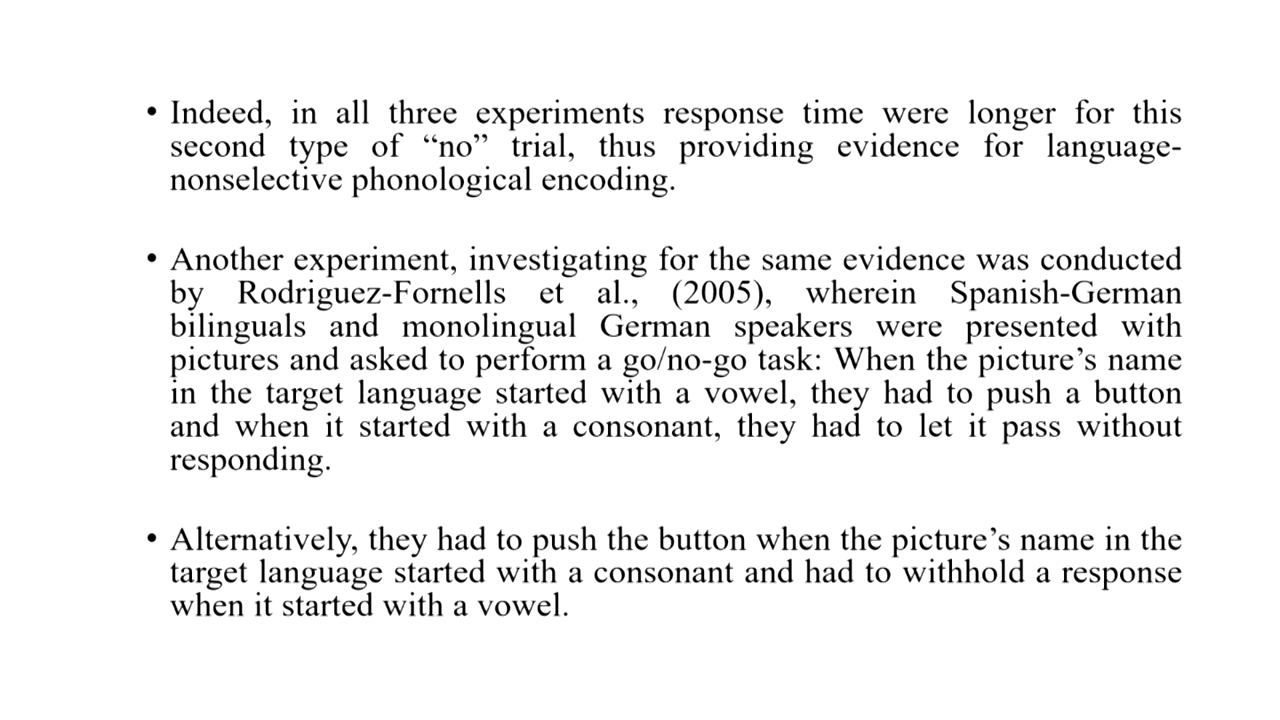 • Indeed, in all three experiments response time were longer for this
second type of “no” trial, thus providing evidence for language-
nonselective phonological encoding.
• Another experiment, investigating for the same evidence was conducted
by Rodriguez-Fornells et al., (2005), wherein Spanish-German
bilinguals and monolingual German speakers were presented with
pictures and asked to perform a go/no-go task: When the picture’s name
in the target language started with a vowel, they had to push a button
and when it started with a consonant, they had to let it pass without
responding.
• Alternatively, they had to push the button when the picture’s name in the
target language started with a consonant and had to withhold a response
when it started with a vowel.